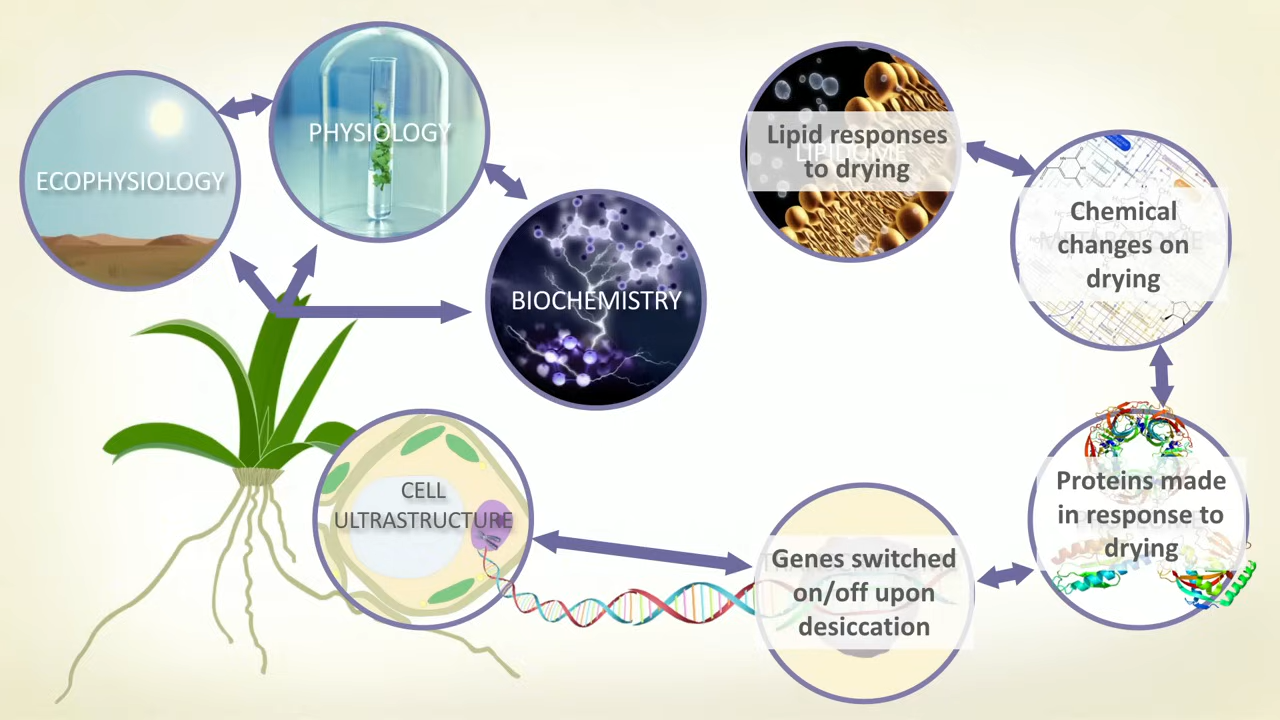 PHYSIOLOGY
ECOPHYSIOLOGY
BIOCHEMISTRY
Lipid responses
to drying
Chemical
changes on
drying
CELL
ULTRASTRUCTURE
Proteins made
in response to
drying
Genes switched
on/off upon
desiccation